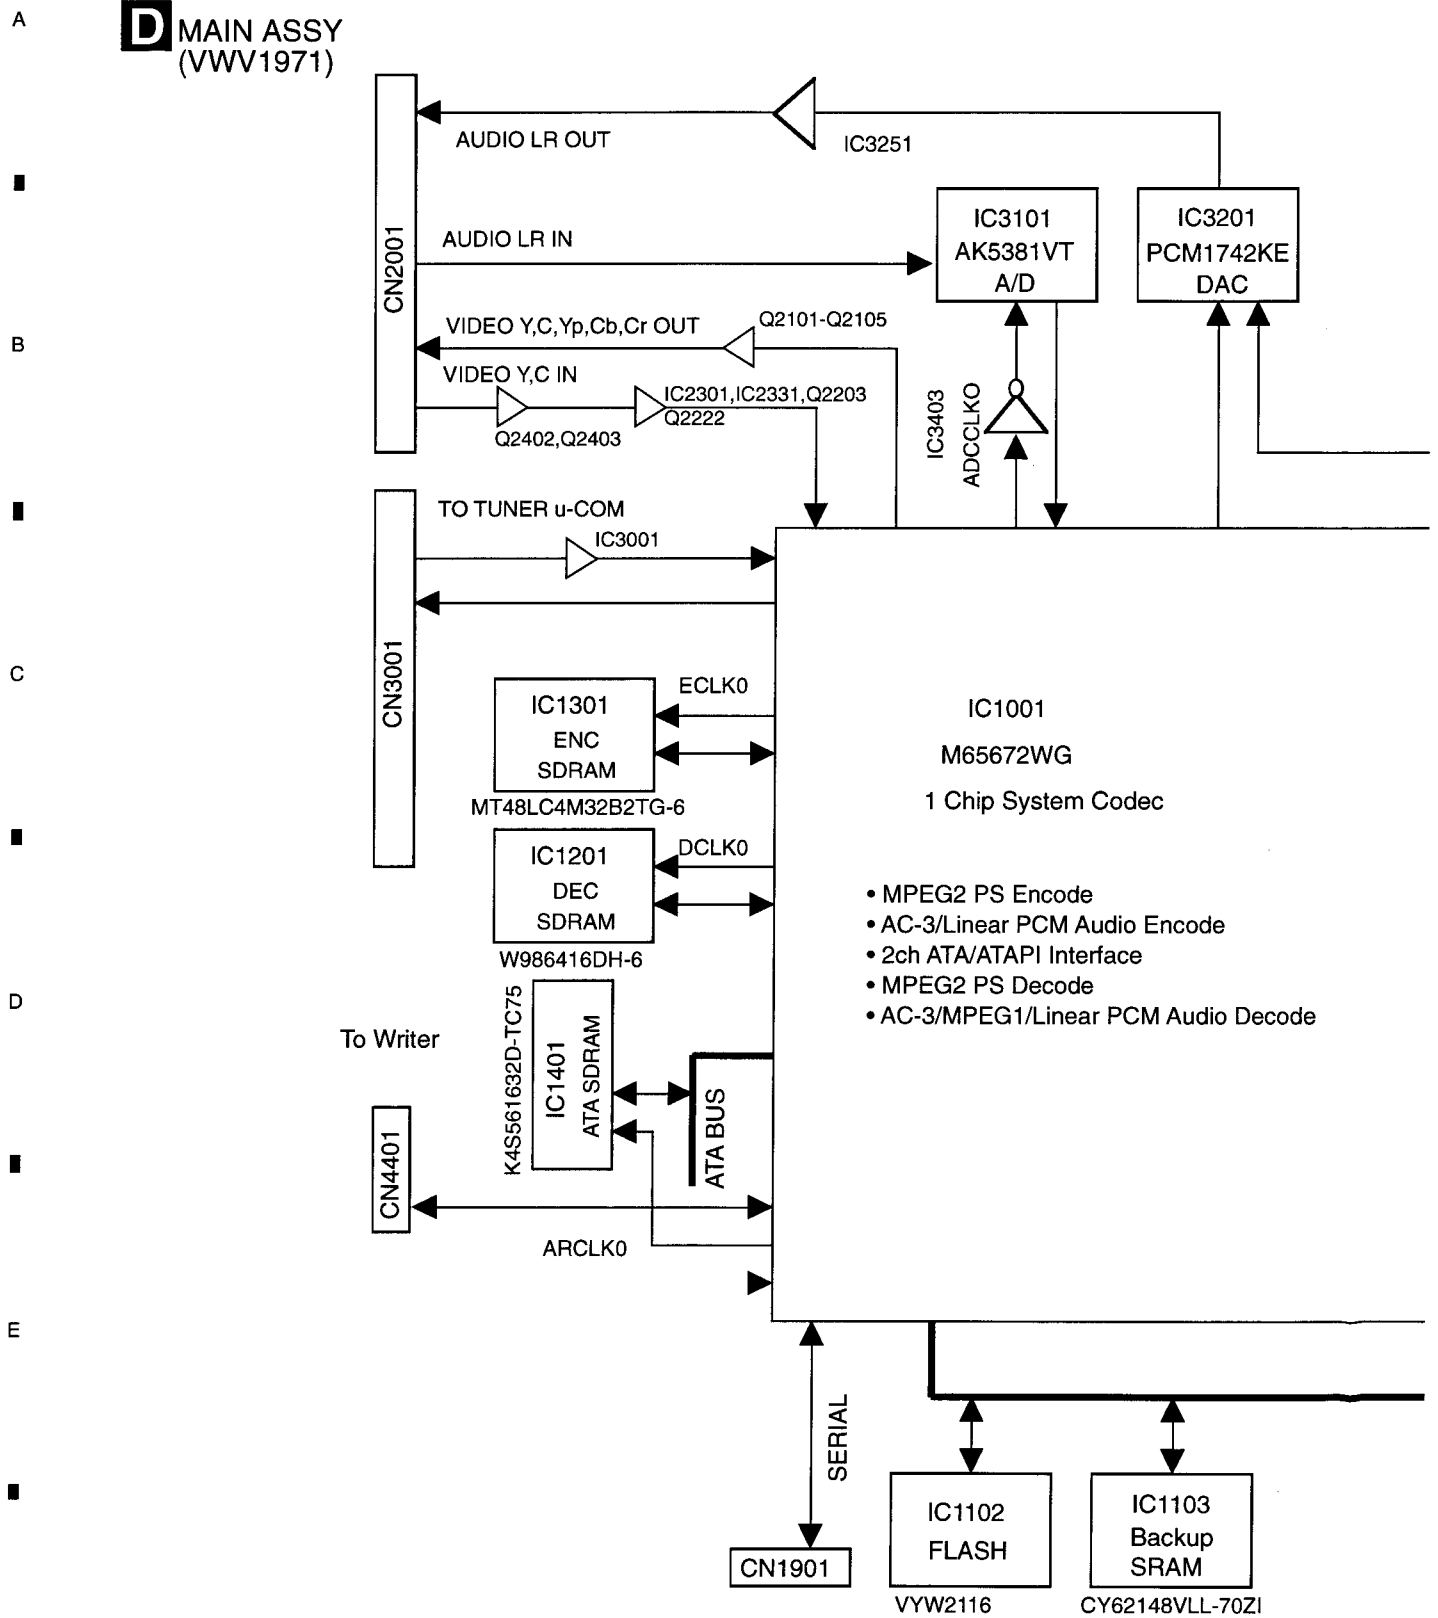 A
D MAIN ASSY
(VWV1971)
AUDIO LR OUT
IC3251
CN2001
AUDIO LR IN
IC3101
AK5381VT
A/D
IC3201
PCM1742KE
DAC
B
VIDEO Y,C,Yp,Cb,Cr OUT
Q2101-Q2105
VIDEO Y,C IN
IC2301,IC2331,Q2203
Q2222
Q2402,Q2403
IC3403
ADCCLKO
TO TUNER u-COM
IC3001
C
CN3001
IC1301
ENC
SDRAM
ECLK0
MT48LC4M32B2TG-6
IC1001
M65672WG
1 Chip System Codec
IC1201
DEC
SDRAM
DCLK0
W986416DH-6
• MPEG2 PS Encode
• AC-3/Linear PCM Audio Encode
• 2ch ATA/ATAPI Interface
• MPEG2 PS Decode
• AC-3/MPEG1/Linear PCM Audio Decode
D
To Writer
K4S561632D-TC75
IC1401
ATA SDRAM
ATA BUS
CN4401
ARCLK0
E
SERIAL
CN1901
IC1102
FLASH
VYW2116
IC1103
Backup
SRAM
CY62148VLL-70ZI